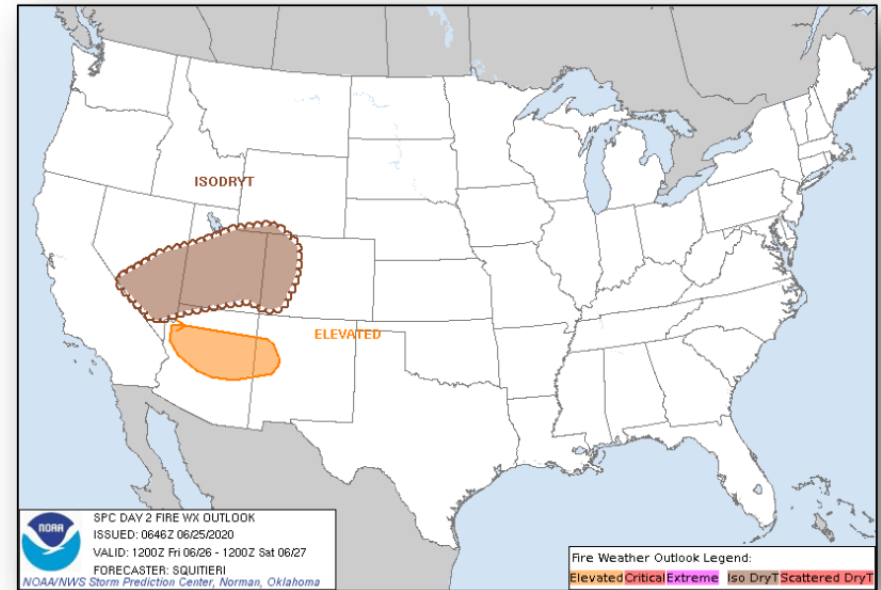 ISODRYT
ELEVATED
NOAA
SPC DAY 2 FIRE WX OUTLOOK
ISSUED: 0646Z 06/25/2020
VALID: 1200Z Fri 06/26 - 1200Z Sat 06/27
FORECASTER: SQUITIERI
NOAA/NWS Storm Prediction Center, Norman, Oklahoma
Fire Weather Outlook Legend:
Elevated Critical Extreme Iso DryT Scattered DryT